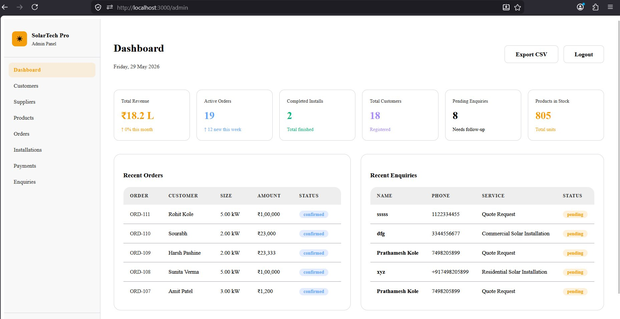 http://localhost:3000/admin
SolarTech Pro
Admin Panel
Dashboard
Customers
Suppliers
Products
Orders
Installations
Payments
Enquiries
Dashboard
Friday, 29 May 2026
Export CSV
Logout
Total Revenue
₹18.2 L
↑ 0% this month
Active Orders
19
↑ 12 new this week
Completed Installs
2
Total finished
Total Customers
18
Registered
Pending Enquiries
8
Needs follow-up
Products in Stock
805
Total units
Recent Orders
ORDER CUSTOMER SIZE AMOUNT STATUS
ORD-111 Rohit Kole 5.00 kW ₹1,00,000 confirmed
ORD-110 Sourabh 2.00 kW ₹23,000 confirmed
ORD-109 Harsh Pashine 2.00 kW ₹23,333 confirmed
ORD-108 Sunita Verma 5.00 kW ₹1,00,000 confirmed
ORD-107 Amit Patel 3.00 kW ₹1,200 confirmed
Recent Enquiries
NAME PHONE SERVICE STATUS
sssss 1122334455 Quote Request pending
dfg 3344556677 Commercial Solar Installation pending
Prathamesh Kole 7498205899 Quote Request pending
xyz +917498205899 Residential Solar Installation pending
Prathamesh Kole 7498205899 Quote Request pending